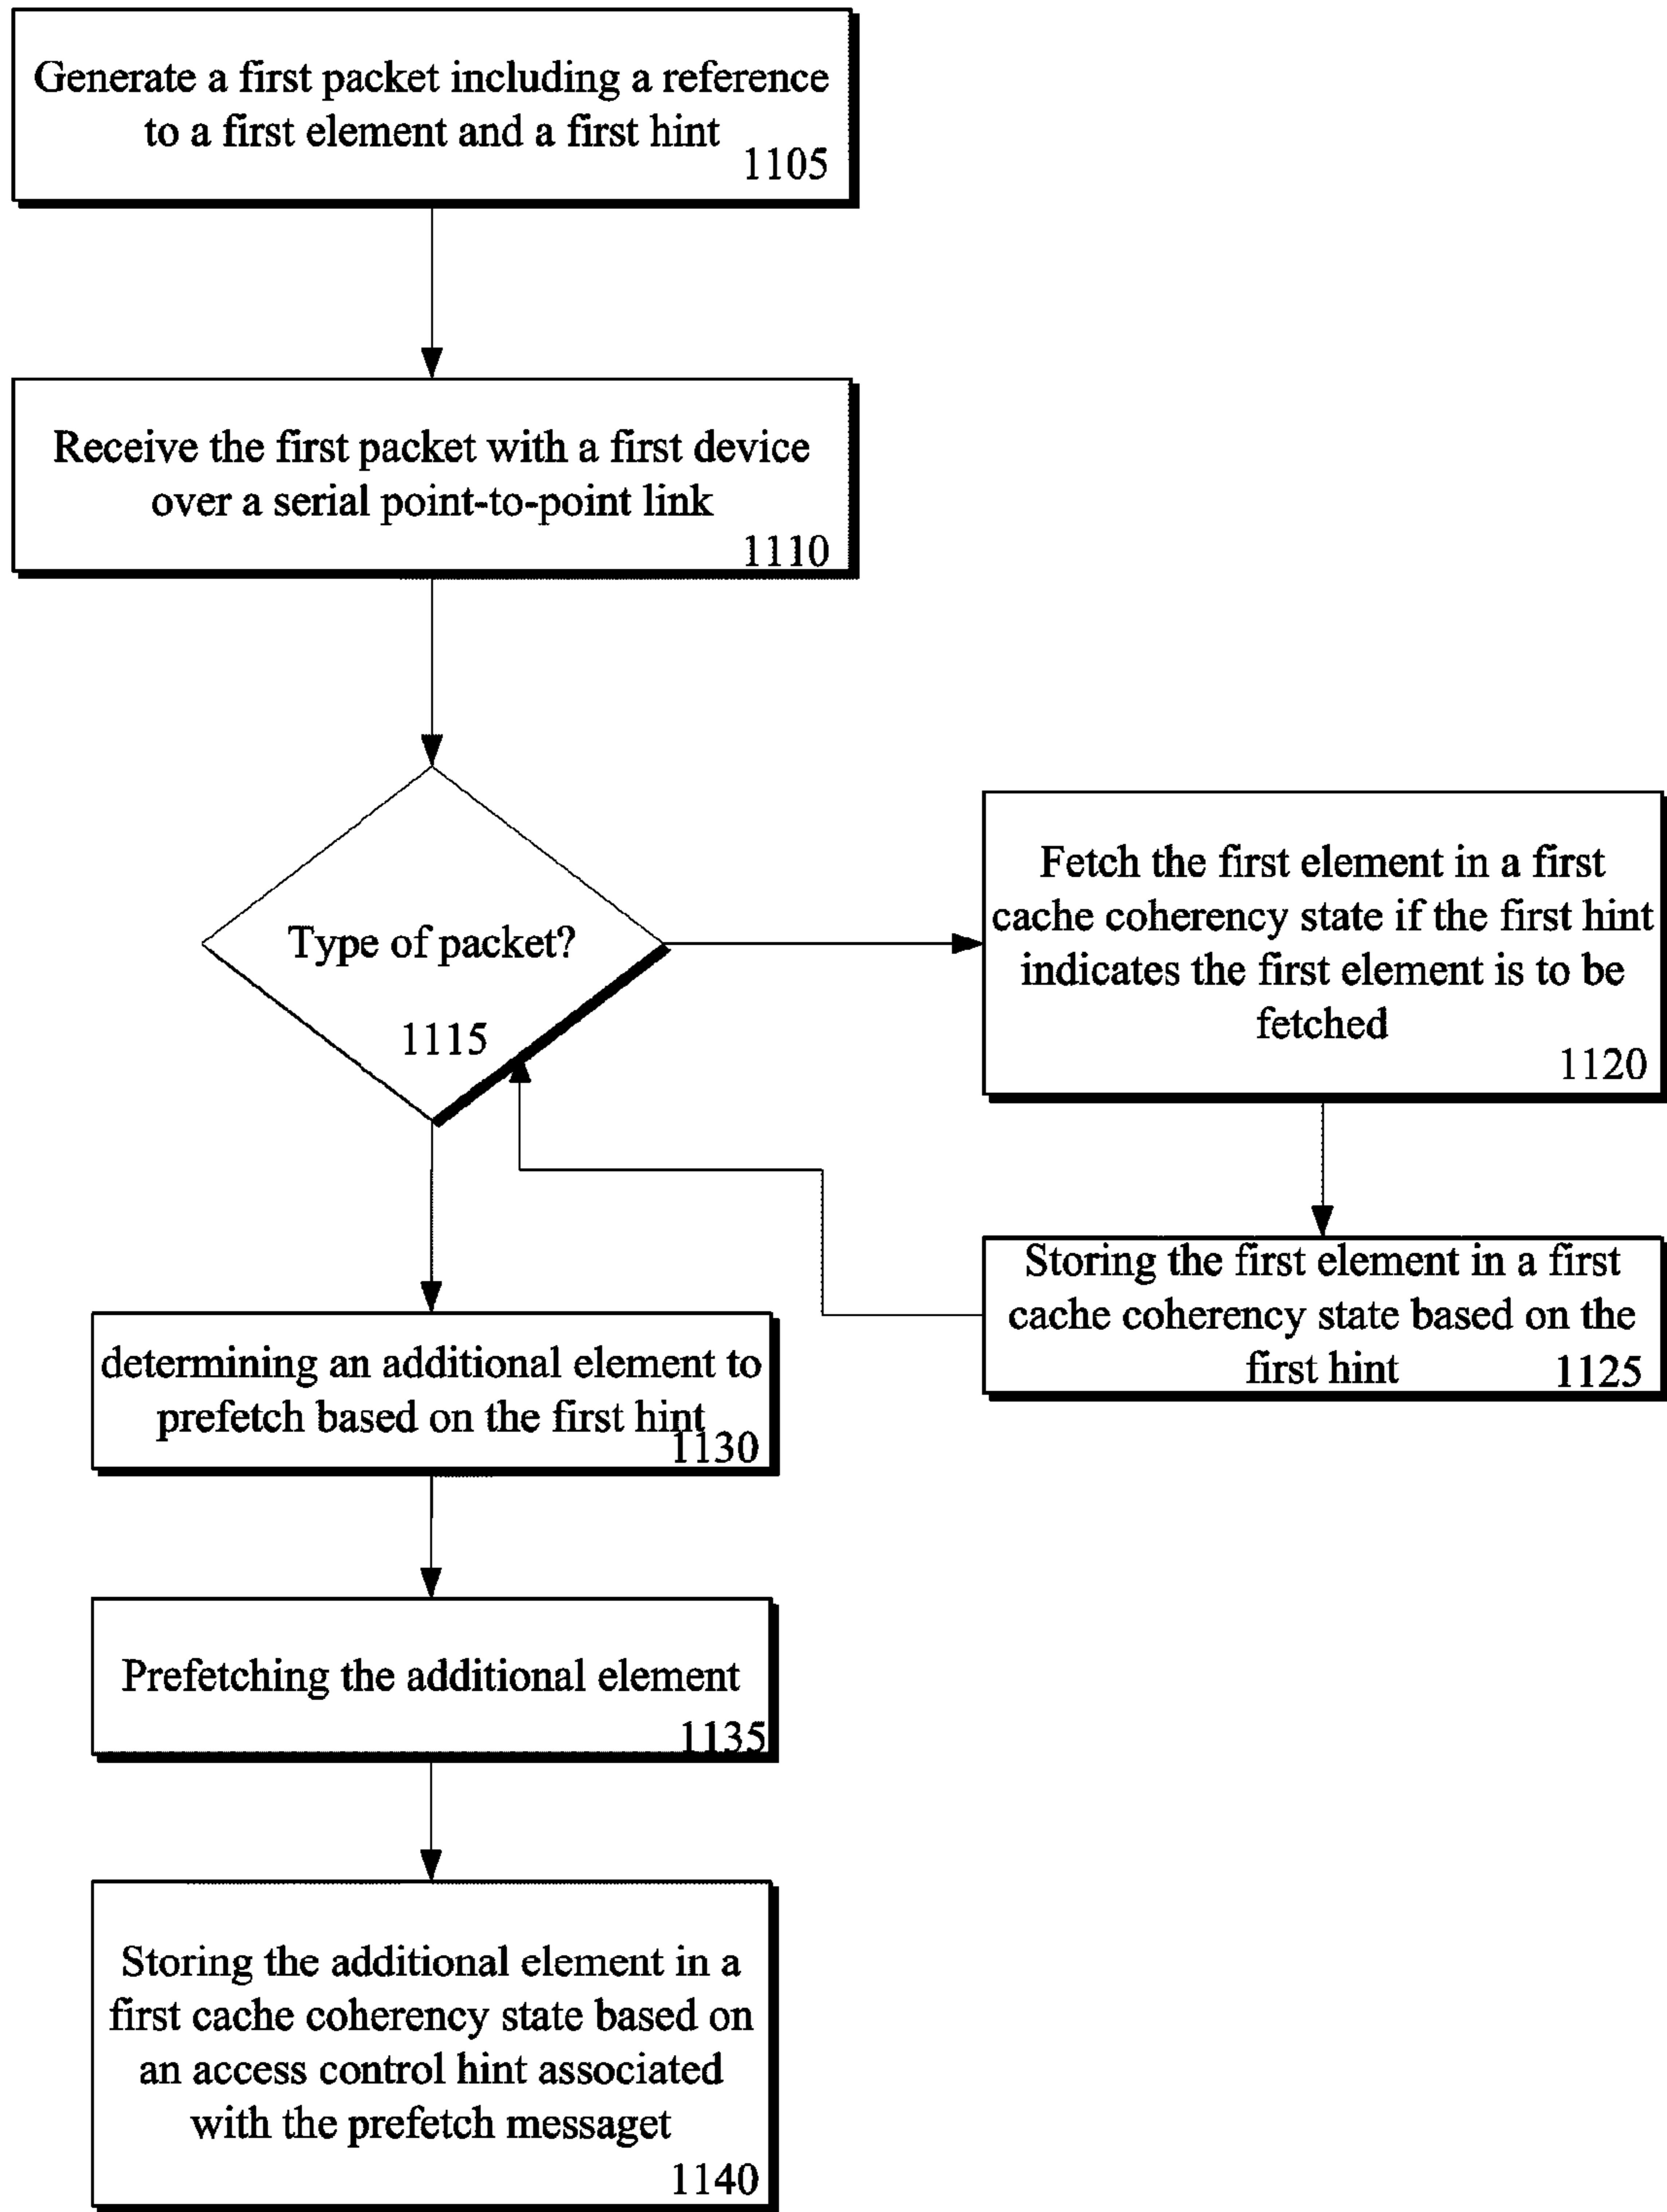 Generate a first packet including a reference
to a first element and a first hint
1105
Receive the first packet with a first device
over a serial point-to-point link
1110
Type of packet?
1115
Fetch the first element in a first
cache coherency state if the first hint
indicates the first element is to be
fetched
1120
Storing the first element in a first
cache coherency state based on the
first hint
1125
determining an additional element to
prefetch based on the first hint
1130
Prefetching the additional element
1135
Storing the additional element in a
first cache coherency state based on
an access control hint associated
with the prefetch messaget
1140